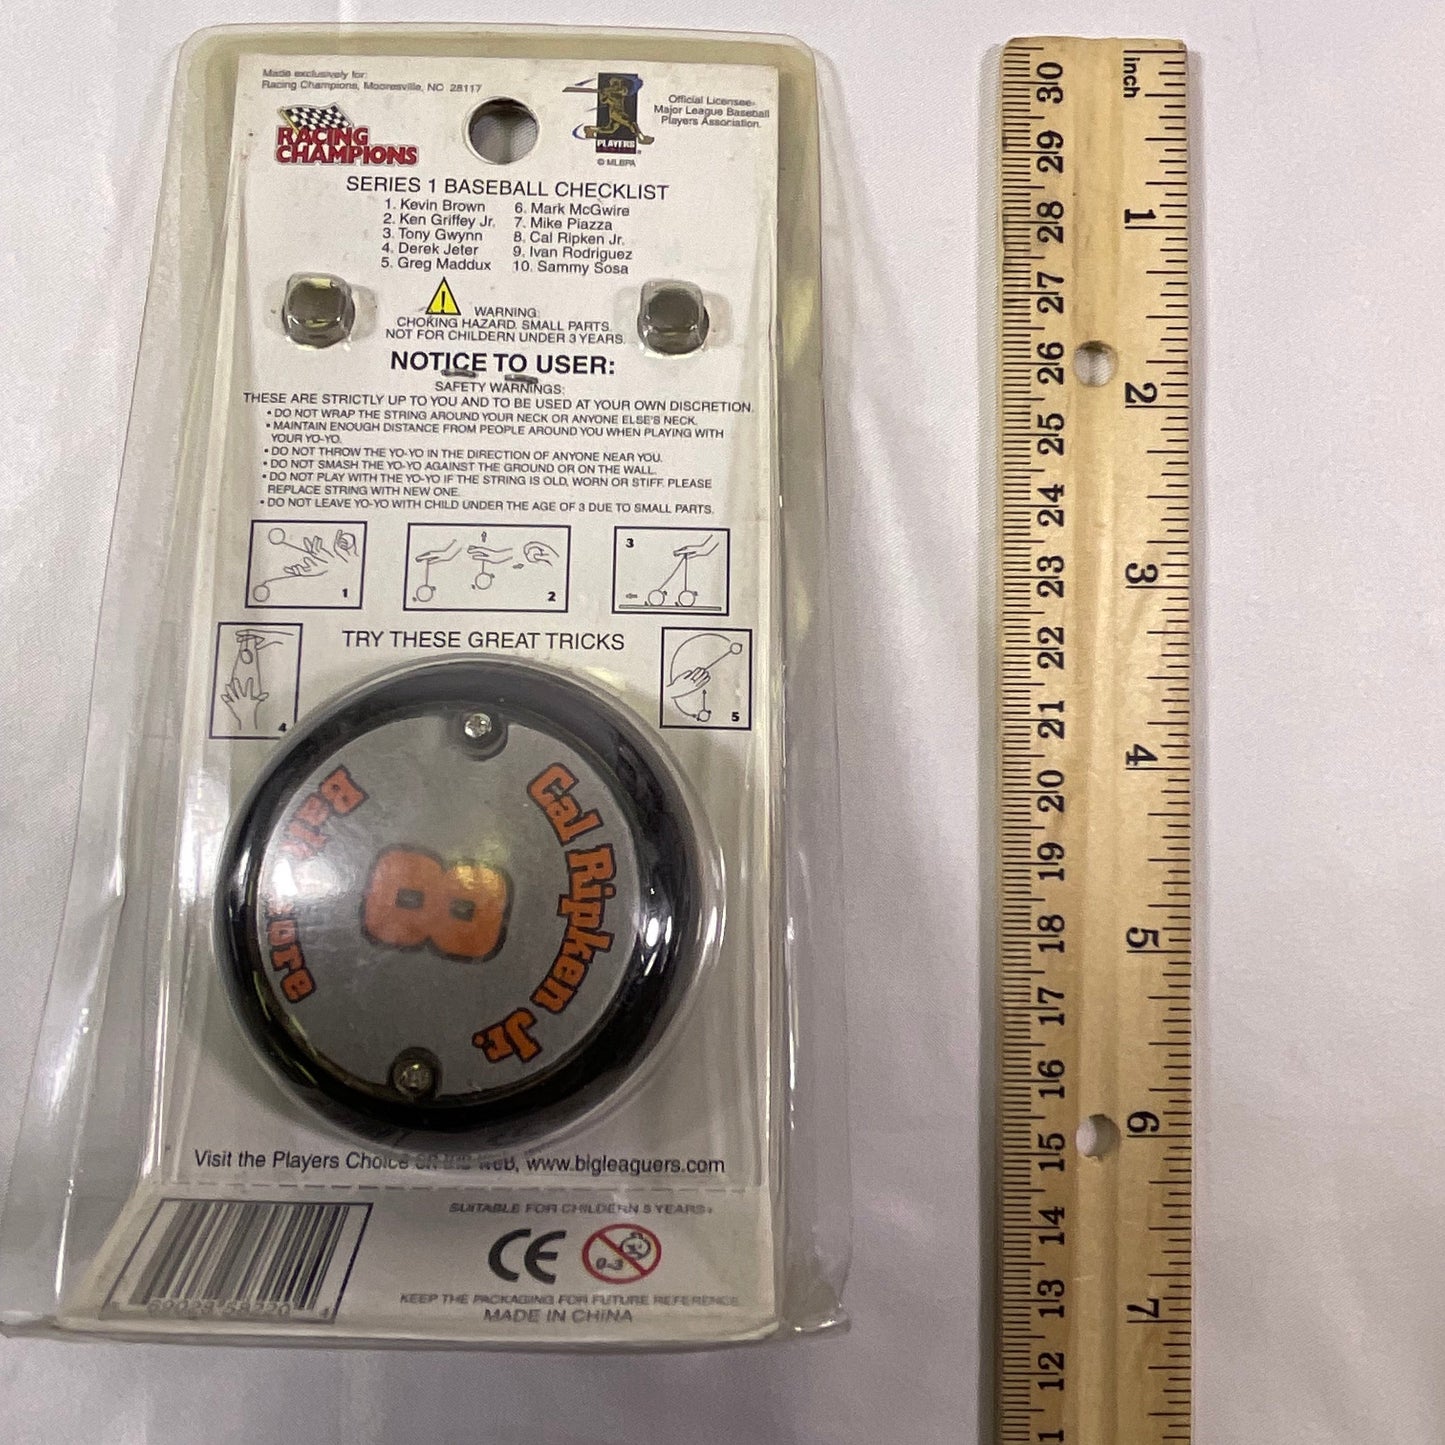 Made exclusively for:
Racing Champions, Mooresville, NC 28117
RACING
CHAMPIONS
PLAYERS
© MLBPA
Official Licensee-
Major League Baseball
Players Association.
SERIES 1 BASEBALL CHECKLIST
1. Kevin Brown
2. Ken Griffey Jr.
3. Tony Gwynn
4. Derek Jeter
5. Greg Maddux
6. Mark McGwire
7. Mike Piazza
8. Cal Ripken Jr.
9. Ivan Rodriguez
10. Sammy Sosa
WARNING:
CHOKING HAZARD. SMALL PARTS.
NOT FOR CHILDERN UNDER 3 YEARS.
NOTICE TO USER:
SAFETY WARNINGS:
THESE ARE STRICTLY UP TO YOU AND TO BE USED AT YOUR OWN DISCRETION.
• DO NOT WRAP THE STRING AROUND YOUR NECK OR ANYONE ELSE'S NECK.
• MAINTAIN ENOUGH DISTANCE FROM PEOPLE AROUND YOU WHEN PLAYING WITH
YOUR YO-YO.
• DO NOT THROW THE YO-YO IN THE DIRECTION OF ANYONE NEAR YOU.
• DO NOT SMASH THE YO-YO AGAINST THE GROUND OR ON THE WALL.
• DO NOT PLAY WITH THE YO-YO IF THE STRING IS OLD, WORN OR STIFF. PLEASE
REPLACE STRING WITH NEW ONE.
• DO NOT LEAVE YO-YO WITH CHILD UNDER THE AGE OF 3 DUE TO SMALL PARTS.
1
2
3
TRY THESE GREAT TRICKS
4
5
Cal Ripken Jr.
8
Baltimore
Visit the Players Choice on the web, www.bigleaguers.com
SUITABLE FOR CHILDERN 5 YEARS+
CE
0-3
KEEP THE PACKAGING FOR FUTURE REFERENCE
MADE IN CHINA
4
inch
1
2
3
4
5
6
7
30
29
28
27
26
25
24
23
22
21
20
19
18
17
16
15
14
13
12